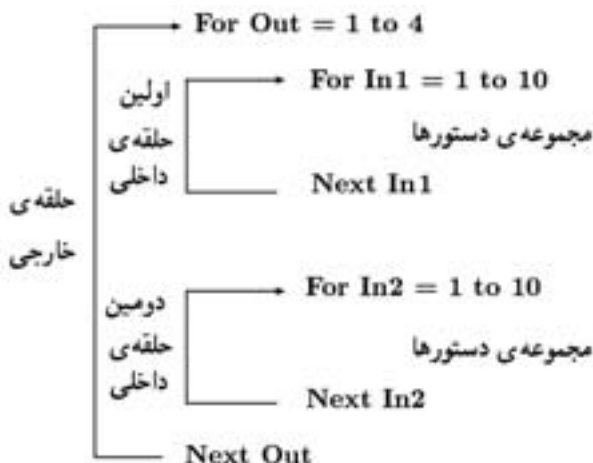 For Out = 1 to 4
اولین
حلقه‌ی
داخلی
For In1 = 1 to 10
مجموعه‌ی دستورها
Next In1
حلقه‌ی
خارجی
دومین
حلقه‌ی
داخلی
For In2 = 1 to 10
مجموعه‌ی دستورها
Next In2
Next Out